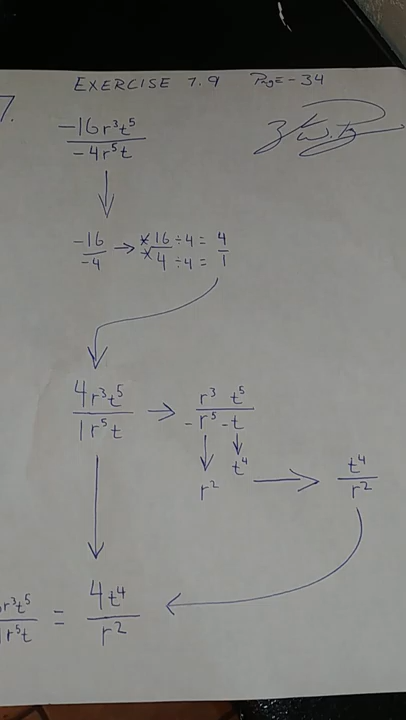 EXERCISE 7.9 Page-34
7.
-16r³t⁵
-4r⁵t
-16 → 16 ÷4 = 4
-4 4 ÷4 = 1
4r³t⁵ → r³ t⁵
1r⁵t -r⁵ -t
t⁴
r² → t⁴
r²
r³t⁵ = 4t⁴
r⁵t r²